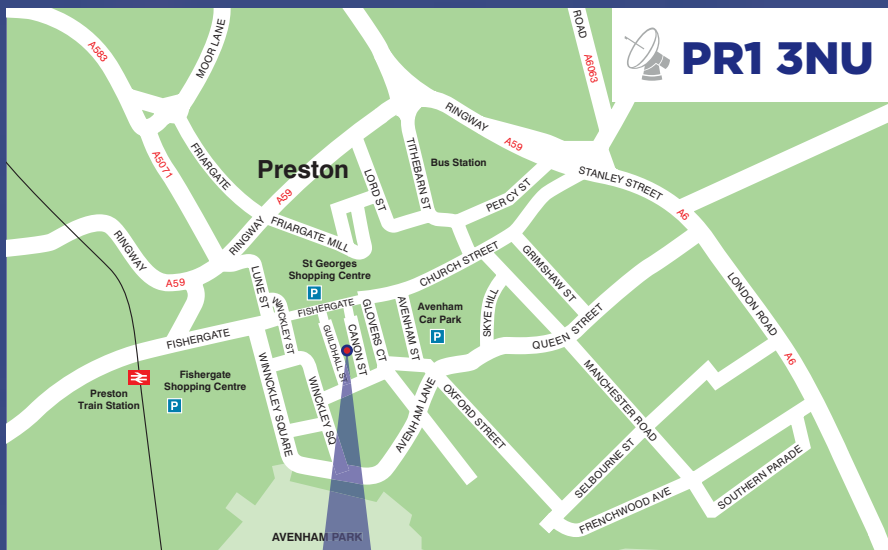 PR1 3NU
A583
MOOR LANE
ROAD
A6063
RINGWAY
A59
A5071
FRIARGATE
Preston
A59
LORD ST
TITHEBARN ST
Bus Station
PERCY ST
STANLEY STREET
A6
RINGWAY
A59
RINGWAY
FRIARGATE MILL
St Georges
Shopping Centre
P
CHURCH STREET
GRIMSHAW ST
LONDON ROAD
A6
LUNE ST
WINCKLEY ST
FISHERGATE
FISHERGATE
GUILDHALL ST
CANON ST
GLOVERS CT
AVENHAM ST
Avenham
Car Park
P
SKYE HILL
QUEEN STREET
Preston
Train Station
Fishergate
Shopping Centre
P
WINNCKLEY SQUARE
WINCKLEY SQ
AVENHAM LANE
OXFORD STREET
MANCHESTER ROAD
SELBOURNE ST
FRENCHWOOD AVE
SOUTHERN PARADE
AVENHAM PARK